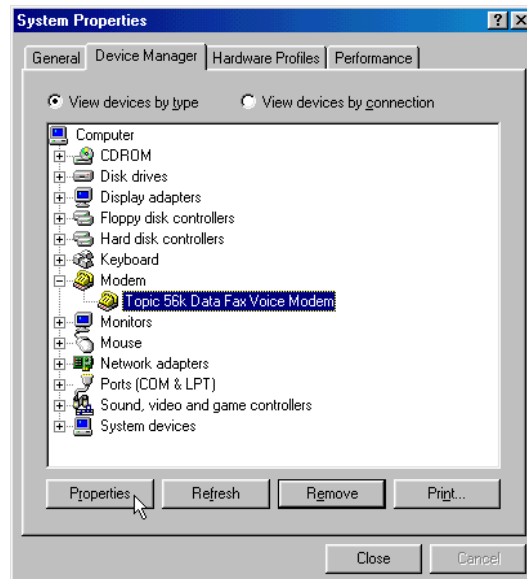 System Properties
General Device Manager Hardware Profiles Performance
View devices by type View devices by connection
Computer
CDROM
Disk drives
Display adapters
Floppy disk controllers
Hard disk controllers
Keyboard
Modem
Topic 56k Data Fax Voice Modem
Monitors
Mouse
Network adapters
Ports (COM & LPT)
Sound, video and game controllers
System devices
Properties Refresh Remove Print...
Close Cancel